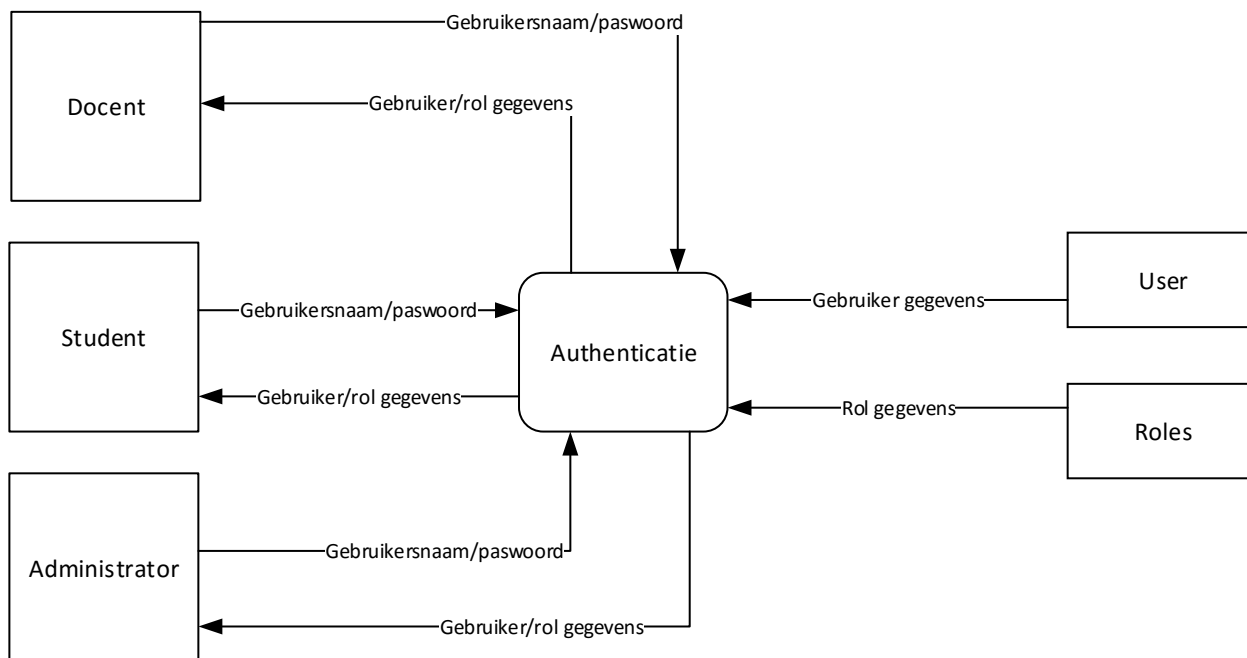 Gebruikersnaam/paswoord
Docent
Gebruiker/rol gegevens
User
Gebruikersnaam/paswoord
Gebruiker gegevens
Student
Authenticatie
Gebruiker/rol gegevens
Rol gegevens
Roles
Gebruikersnaam/paswoord
Administrator
Gebruiker/rol gegevens